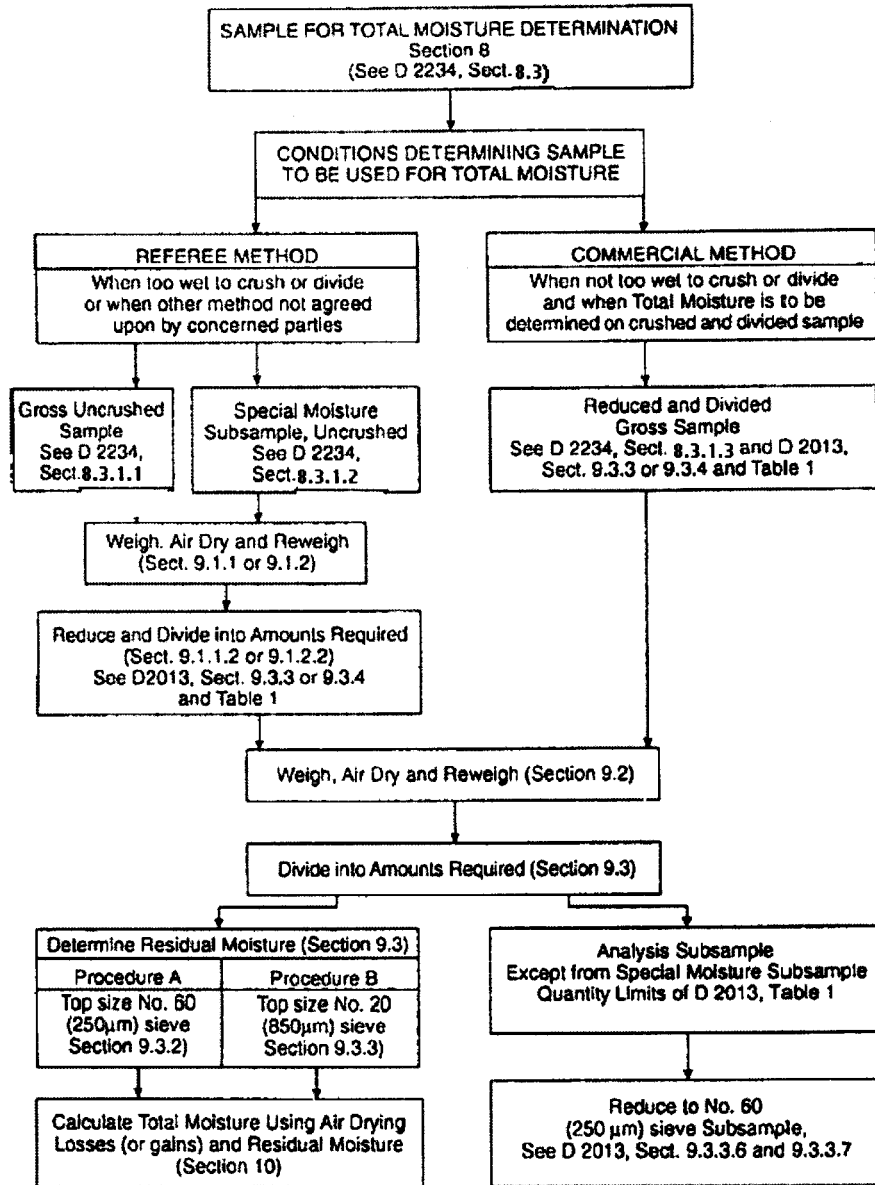 SAMPLE FOR TOTAL MOISTURE DETERMINATION
Section 8
(See D 2234, Sect. 8.3)
CONDITIONS DETERMINING SAMPLE
TO BE USED FOR TOTAL MOISTURE
REFEREE METHOD
When too wet to crush or divide
or when other method not agreed
upon by concerned parties
COMMERCIAL METHOD
When not too wet to crush or divide
and when Total Moisture is to be
determined on crushed and divided sample
Gross Uncrushed
Sample
See D 2234,
Sect.8.3.1.1
Special Moisture
Subsample, Uncrushed
See D 2234,
Sect.8.3.1.2
Reduced and Divided
Gross Sample
See D 2234, Sect. 8.3.1.3 and D 2013,
Sect. 9.3.3 or 9.3.4 and Table 1
Weigh. Air Dry and Reweigh
(Sect. 9.1.1 or 9.1.2)
Reduce and Divide into Amounts Required
(Sect. 9.1.1.2 or 9.1.2.2)
See D2013, Sect. 9.3.3 or 9.3.4
and Table 1
Weigh, Air Dry and Reweigh (Section 9.2)
Divide into Amounts Required (Section 9.3)
Determine Residual Moisture (Section 9.3)
Procedure A
Top size No. 60
(250µm) sieve
Section 9.3.2)
Procedure B
Top size No. 20
(850µm) sieve
Section 9.3.3)
Analysis Subsample
Except from Special Moisture Subsample
Quantity Limits of D 2013, Table 1
Calculate Total Moisture Using Air Drying
Losses (or gains) and Residual Moisture
(Section 10)
Reduce to No. 60
(250 µm) sieve Subsample,
See D 2013, Sect. 9.3.3.6 and 9.3.3.7